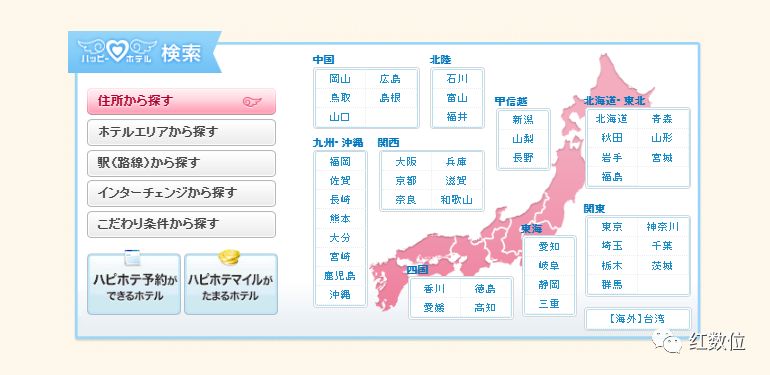 ハッピーホテル 検索
住所から探す
ホテルエリアから探す
駅(路線)から探す
インターチェンジから探す
こだわり条件から探す
ハピホテ予約が
できるホテル
ハピホテマイルが
たまるホテル
中国
岡山 広島
鳥取 島根
山口
北陸
石川
富山
福井
甲信越
新潟
山梨
長野
北海道・東北
北海道 青森
秋田 山形
岩手 宮城
福島
九州・沖縄
福岡
佐賀
長崎
熊本
大分
宮崎
鹿児島
沖縄
関西
大阪 兵庫
京都 滋賀
奈良 和歌山
四国
香川 徳島
愛媛 高知
東海
愛知
岐阜
静岡
三重
関東
東京 神奈川
埼玉 千葉
栃木 茨城
群馬
【海外】台湾
红数位